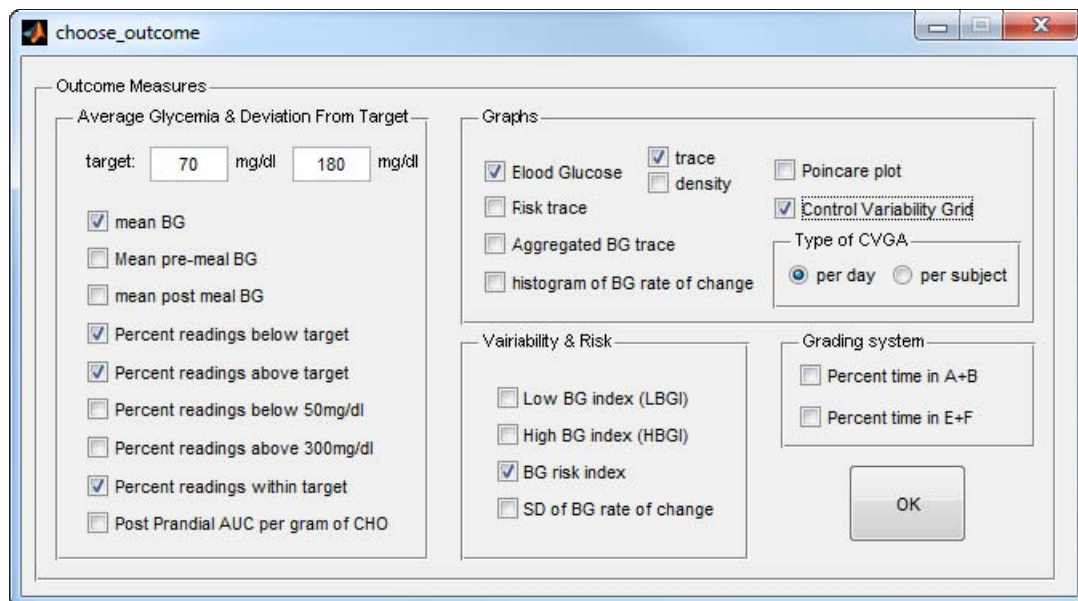 choose_outcome
Outcome Measures
Average Glycemia & Deviation From Target
target: 70 mg/dl 180 mg/dl
mean BG
Mean pre-meal BG
mean post meal BG
Percent readings below target
Percent readings above target
Percent readings below 50mg/dl
Percent readings above 300mg/dl
Percent readings within target
Post Prandial AUC per gram of CHO
Graphs
Elood Glucose
trace
density
Risk trace
Aggregated BG trace
histogram of BG rate of change
Poincare plot
Control Variability Grid
Type of CVGA
per day per subject
Vairiability & Risk
Low BG index (LBGI)
High BG index (HBGI)
BG risk index
SD of BG rate of change
Grading system
Percent time in A+B
Percent time in E+F
OK